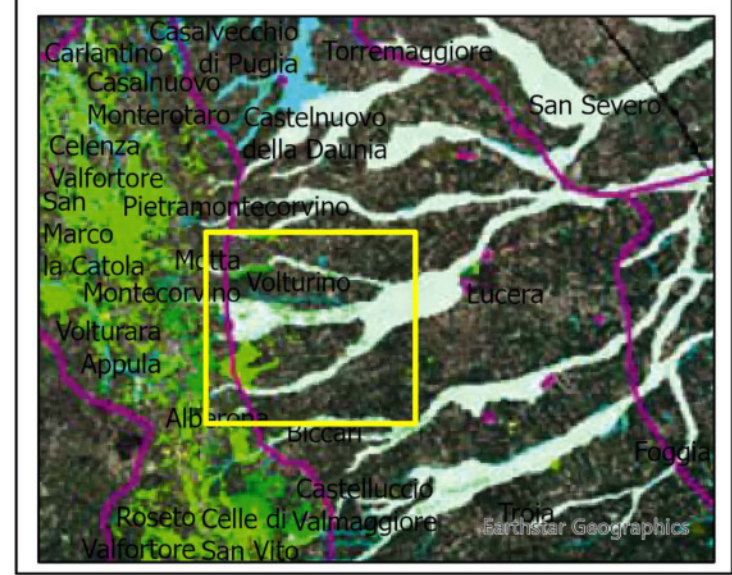 Casalvecchio
di Puglia
Carlantino
Torremaggiore
Casalnuovo
Monterotaro
San Severo
Castelnuovo
della Daunia
Celenza
Valfortore
San
Marco
la Catola
Pietramontecorvino
Motta
Montecorvino
Volturino
Lucera
Volturara
Appula
Alberona
Biccari
Foggia
Castelluccio
Valmaggiore
Troia
Earthstar Geographics
Roseto
Valfortore
Celle di
San Vito